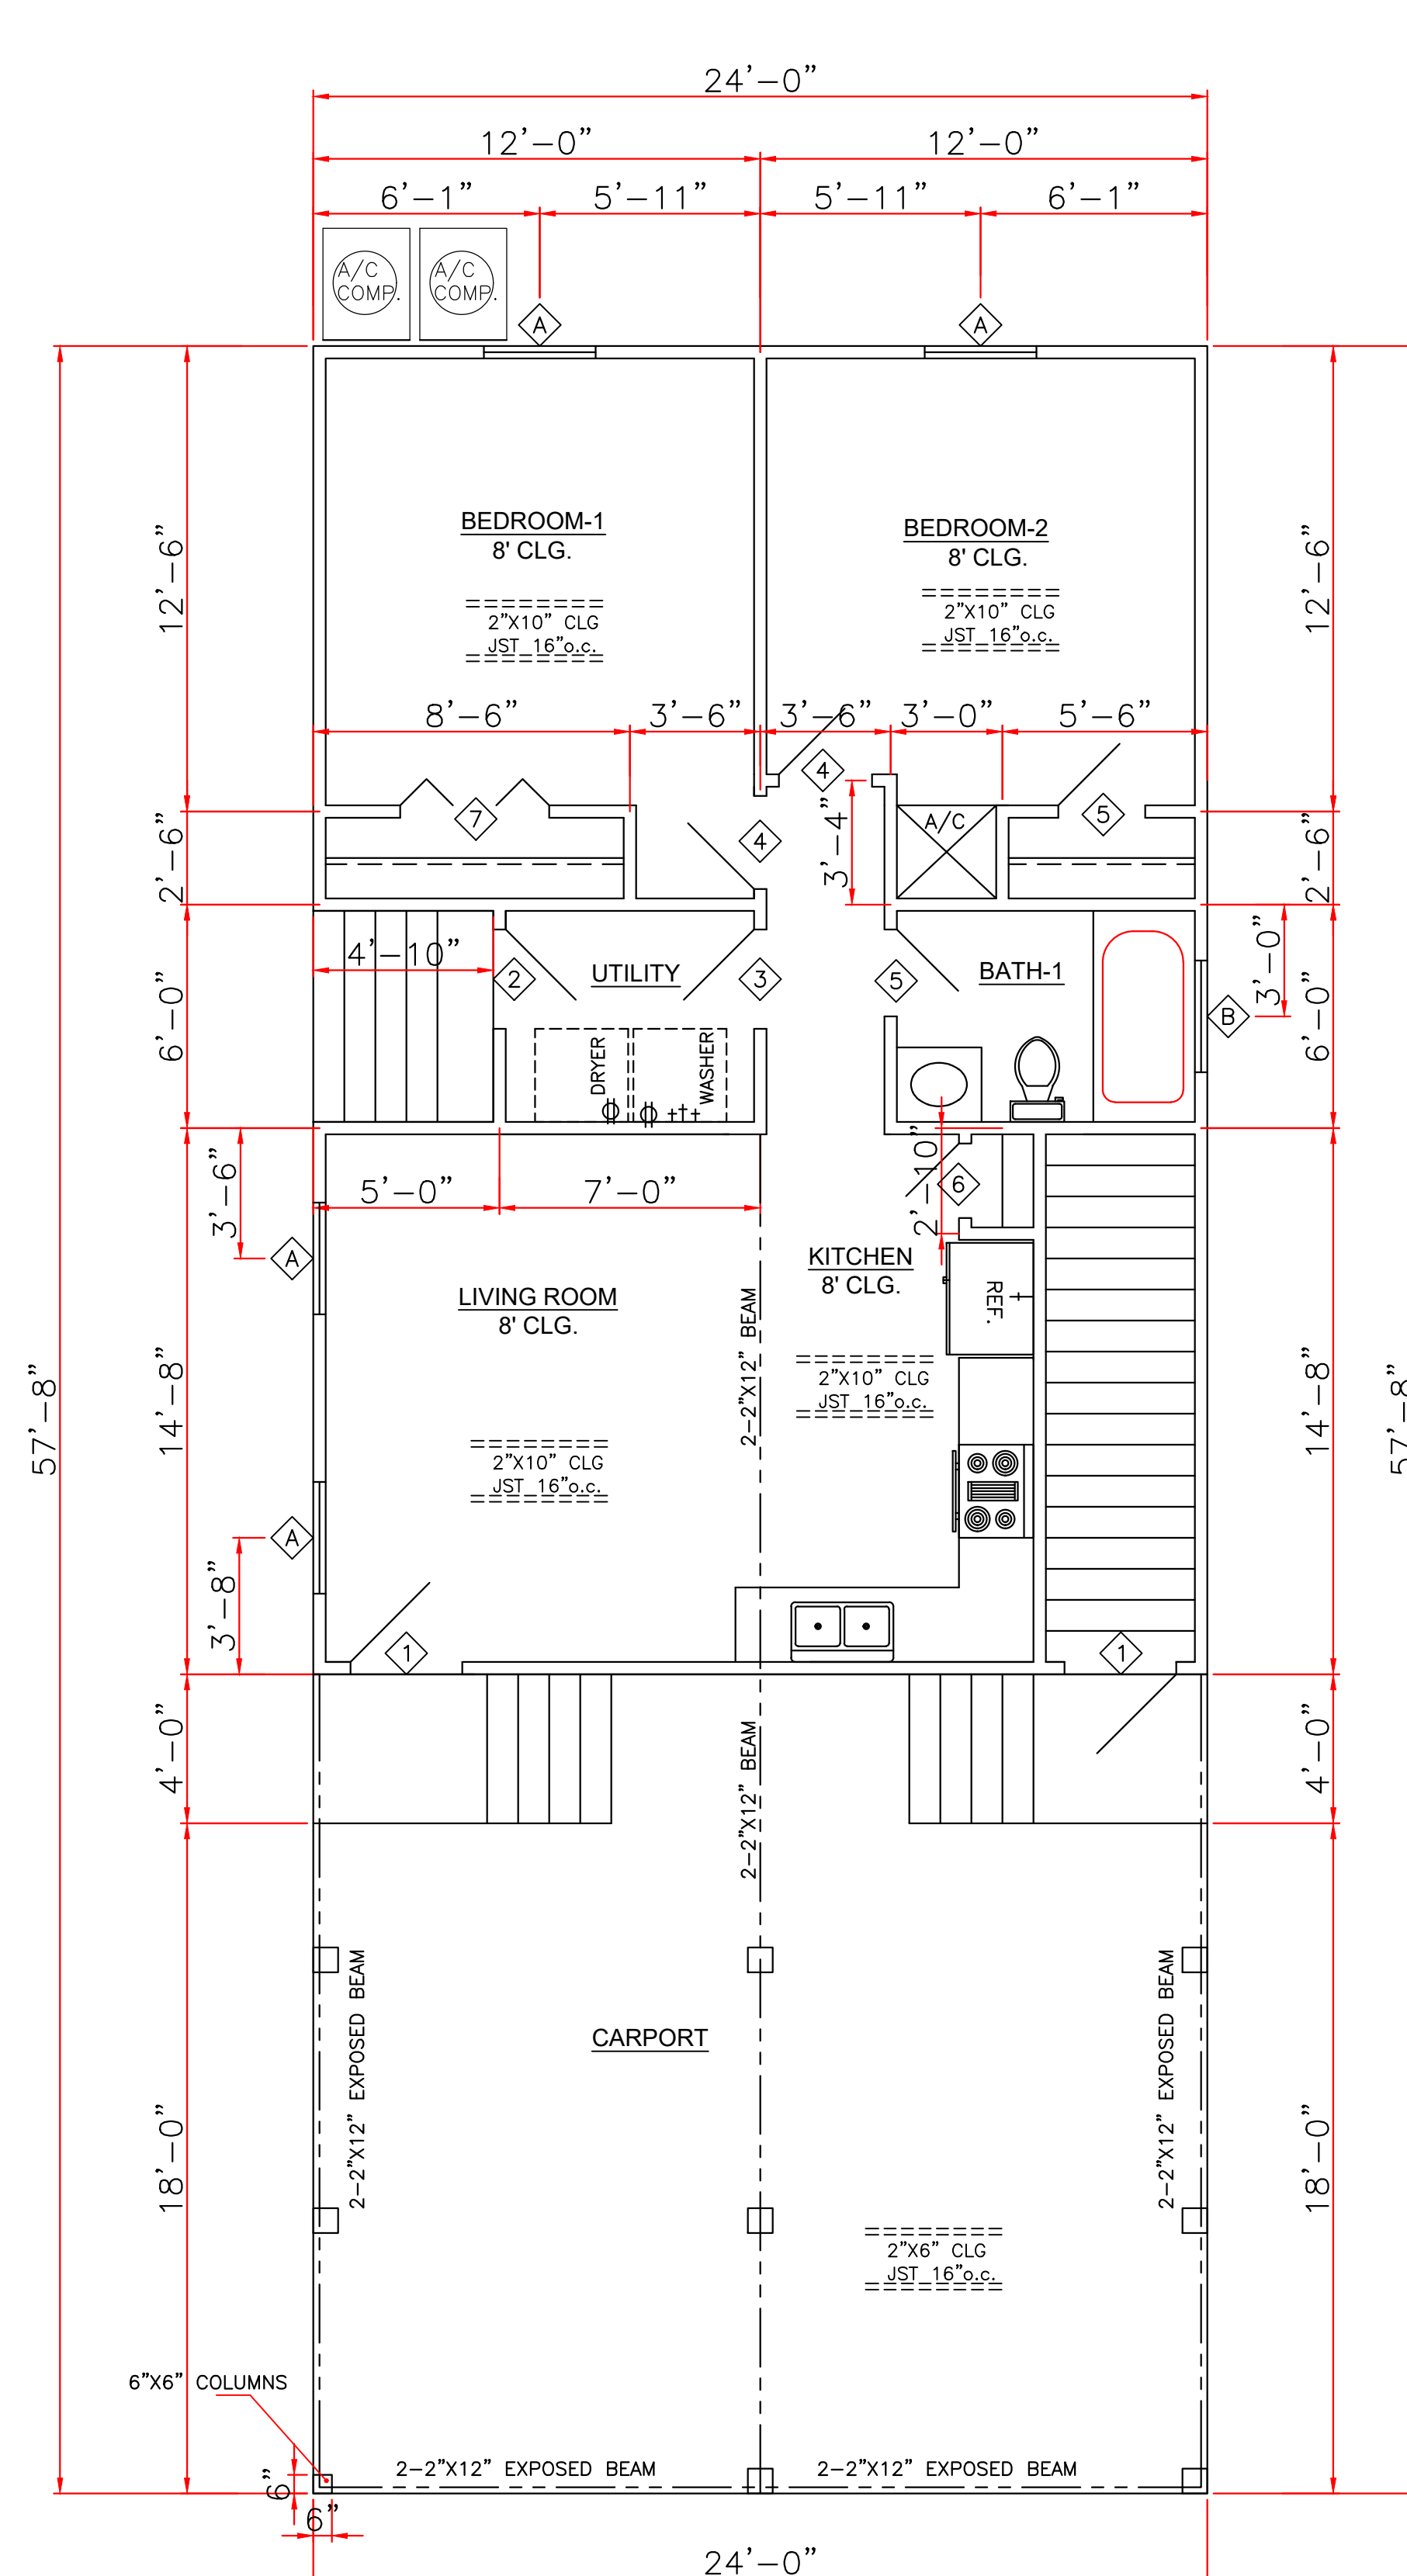 24'-0"
12'-0"
12'-0"
6'-1"
5'-11"
5'-11"
6'-1"
A/C
COMP.
A/C
COMP.
A
A
BEDROOM-1
8' CLG.
2"X10" CLG
JST 16"o.c.
BEDROOM-2
8' CLG.
2"X10" CLG
JST 16"o.c.
12'-6"
12'-6"
8'-6"
3'-6"
3'-6"
3'-0"
5'-6"
4
7
4
3'-4"
A/C
5
2'-6"
2'-6"
4'-10"
2
UTILITY
3
5
BATH-1
3'-0"
B
6'-0"
6'-0"
DRYER
WASHER
3'-6"
5'-0"
7'-0"
2'-10"
6
A
LIVING ROOM
8' CLG.
KITCHEN
8' CLG.
REF.
2-2"X12" BEAM
2"X10" CLG
JST 16"o.c.
2"X10" CLG
JST 16"o.c.
57'-8"
14'-8"
14'-8"
57'-8"
A
3'-8"
1
1
4'-0"
2-2"X12" BEAM
4'-0"
2-2"X12" EXPOSED BEAM
2-2"X12" EXPOSED BEAM
CARPORT
18'-0"
18'-0"
2"X6" CLG
JST 16"o.c.
6"X6" COLUMNS
2-2"X12" EXPOSED BEAM
2-2"X12" EXPOSED BEAM
6"
6"
24'-0"